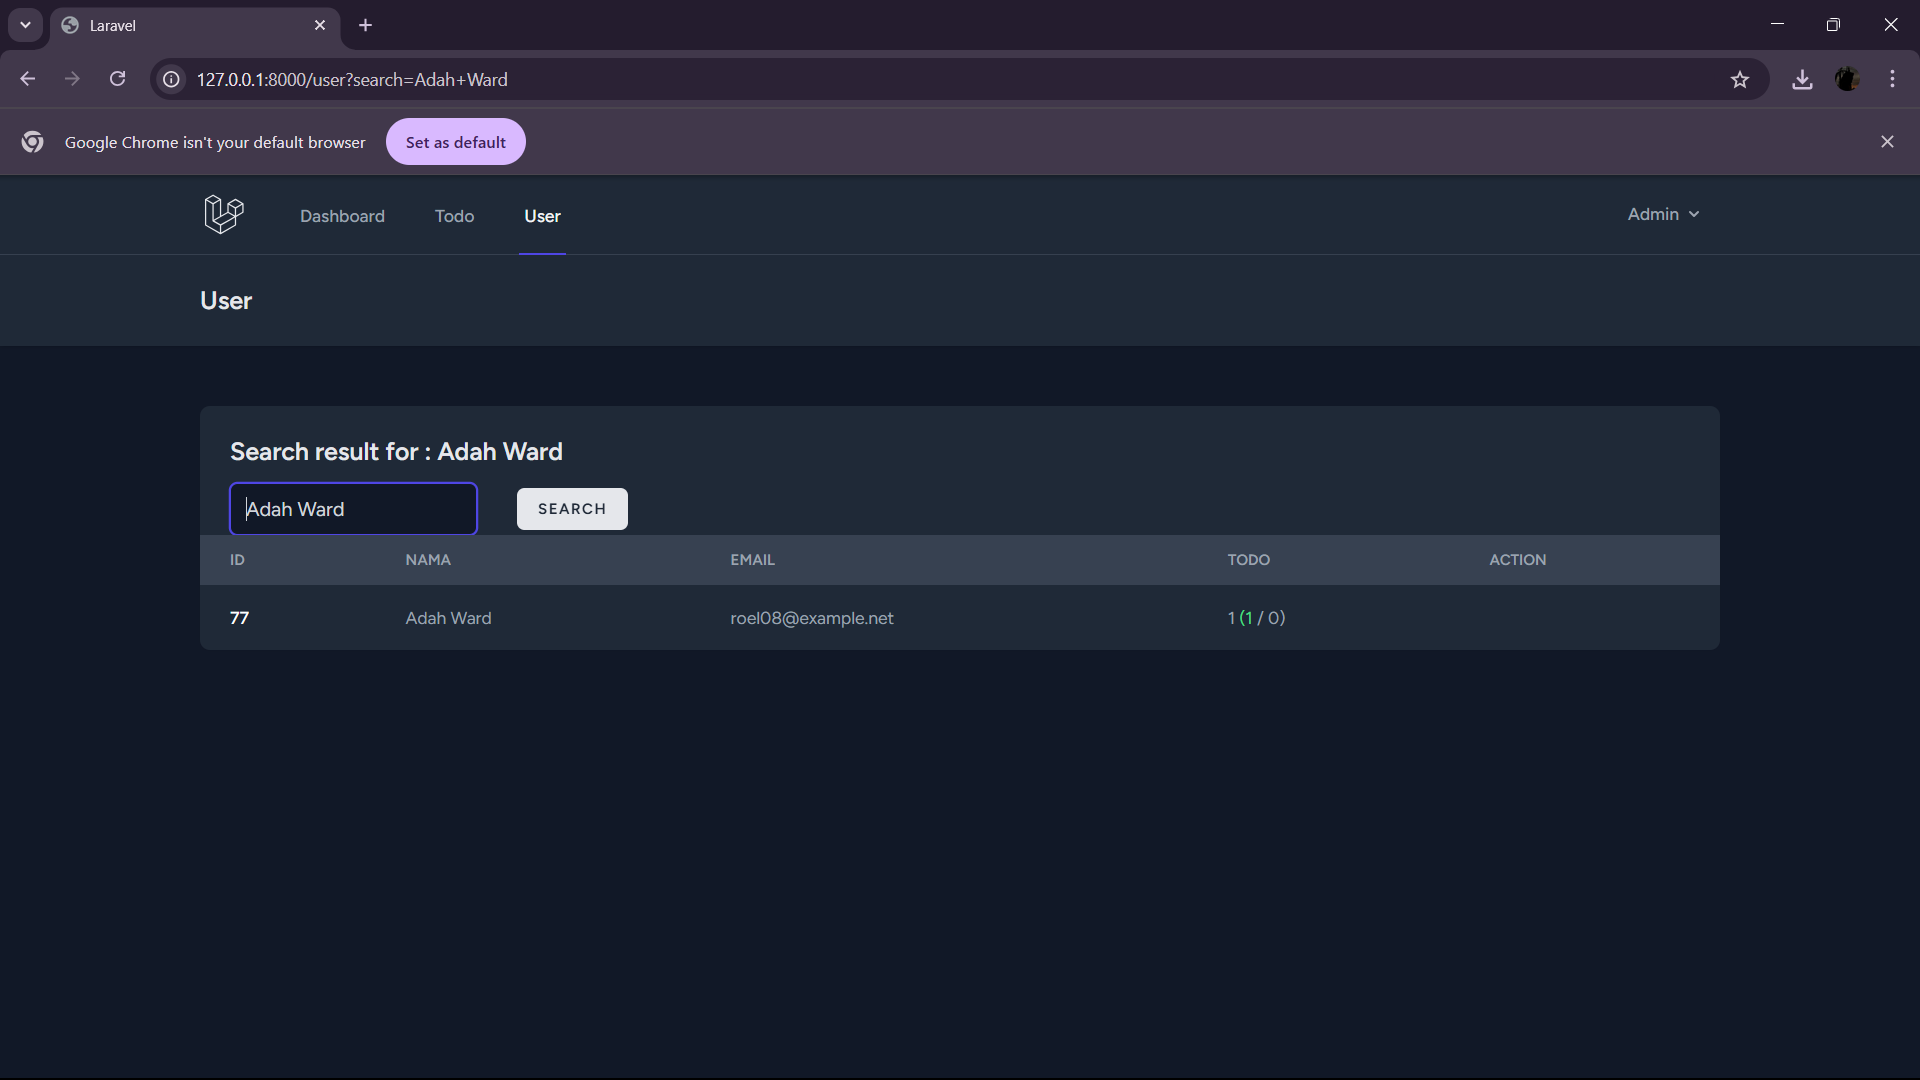 Laravel
127.0.0.1:8000/user?search=Adah+Ward
Google Chrome isn't your default browser Set as default
Dashboard Todo User Admin
User
Search result for : Adah Ward
Adah Ward SEARCH
ID NAMA EMAIL TODO ACTION
77 Adah Ward roel08@example.net 1 (1 / 0)